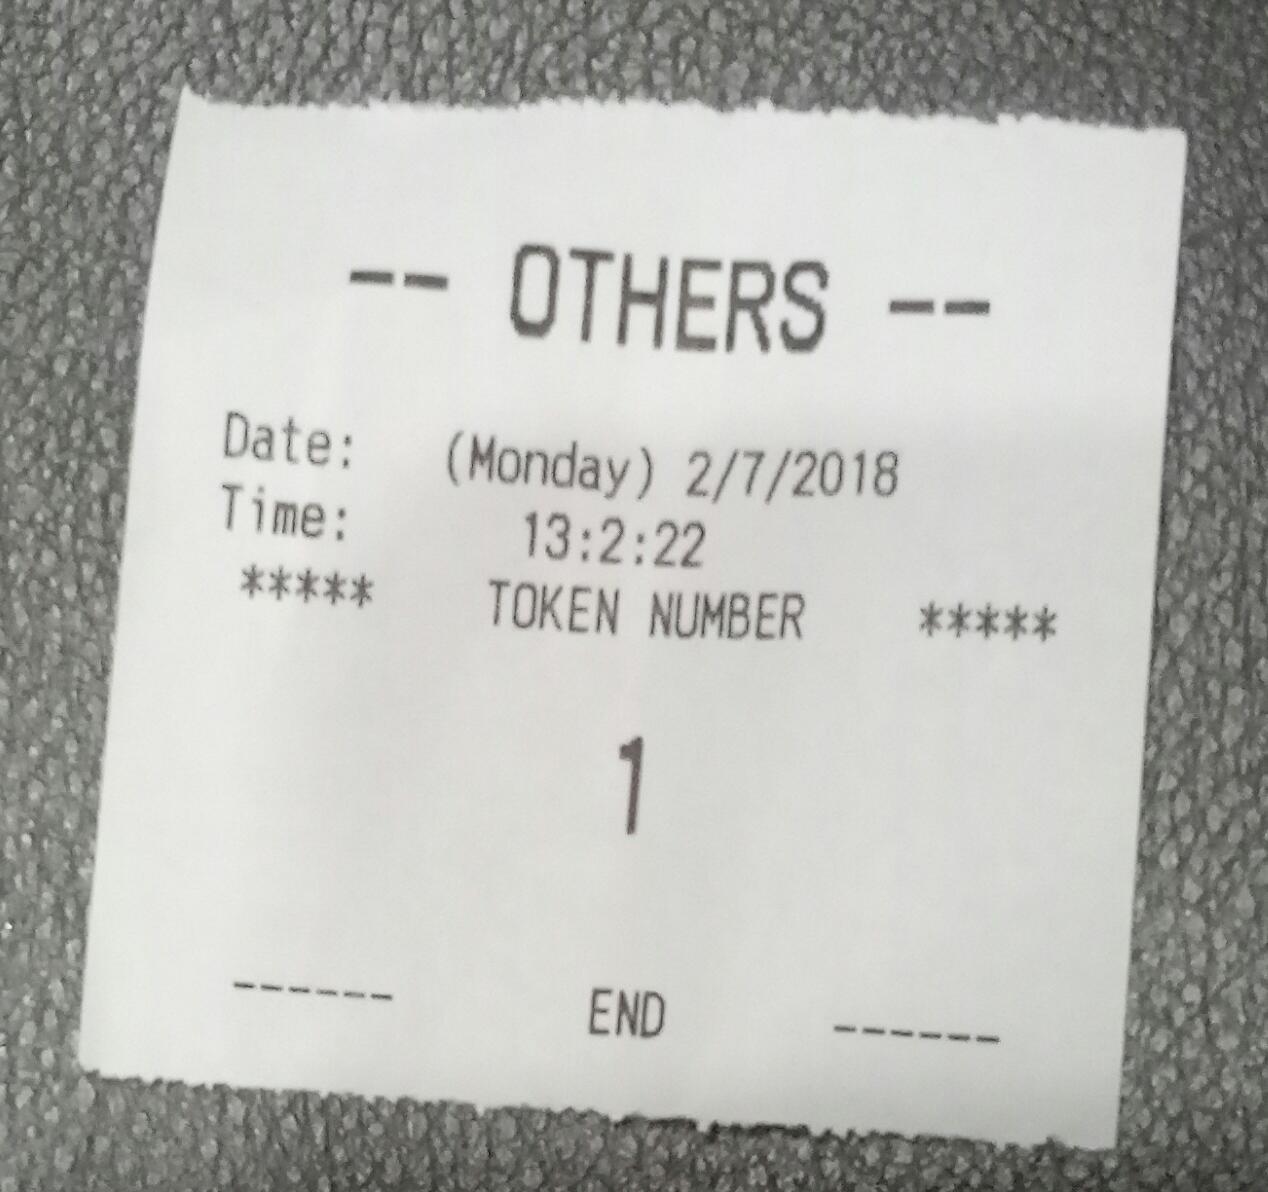 -- OTHERS --
Date: (Monday) 2/7/2018
Time: 13:2:22
***** TOKEN NUMBER *****
1
------ END ------